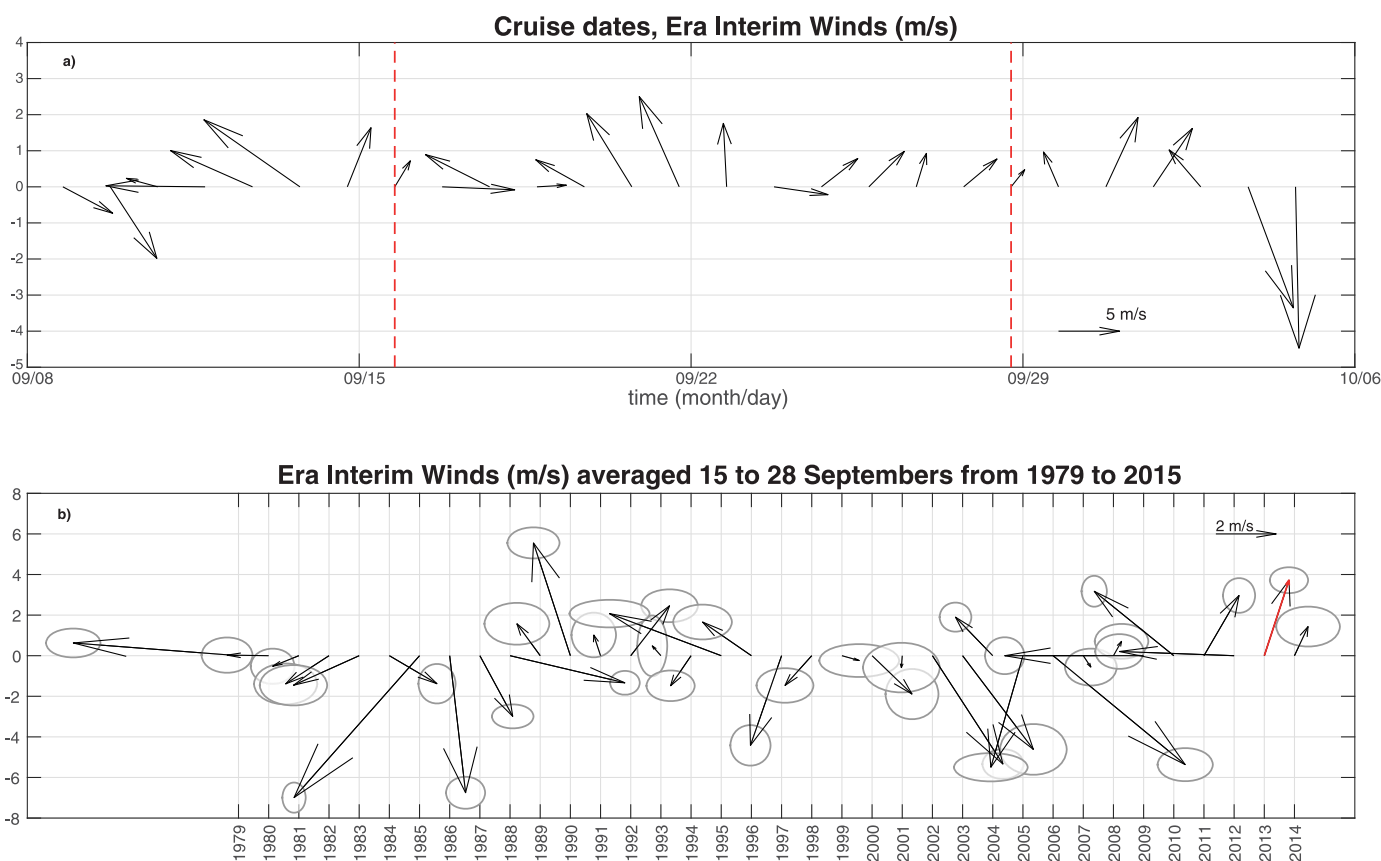 Cruise dates, Era Interim Winds (m/s)
a)
4
3
2
1
0
-1
-2
-3
-4
-5
5 m/s
09/08 09/15 09/22 09/29 10/06
time (month/day)
Era Interim Winds (m/s) averaged 15 to 28 Septembers from 1979 to 2015
b)
8
6
4
2
0
-2
-4
-6
-8
2 m/s
1979 1980 1981 1982 1983 1984 1985 1986 1987 1988 1989 1990 1991 1992 1993 1994 1995 1996 1997 1998 1999 2000 2001 2002 2003 2004 2005 2006 2007 2008 2009 2010 2011 2012 2013 2014